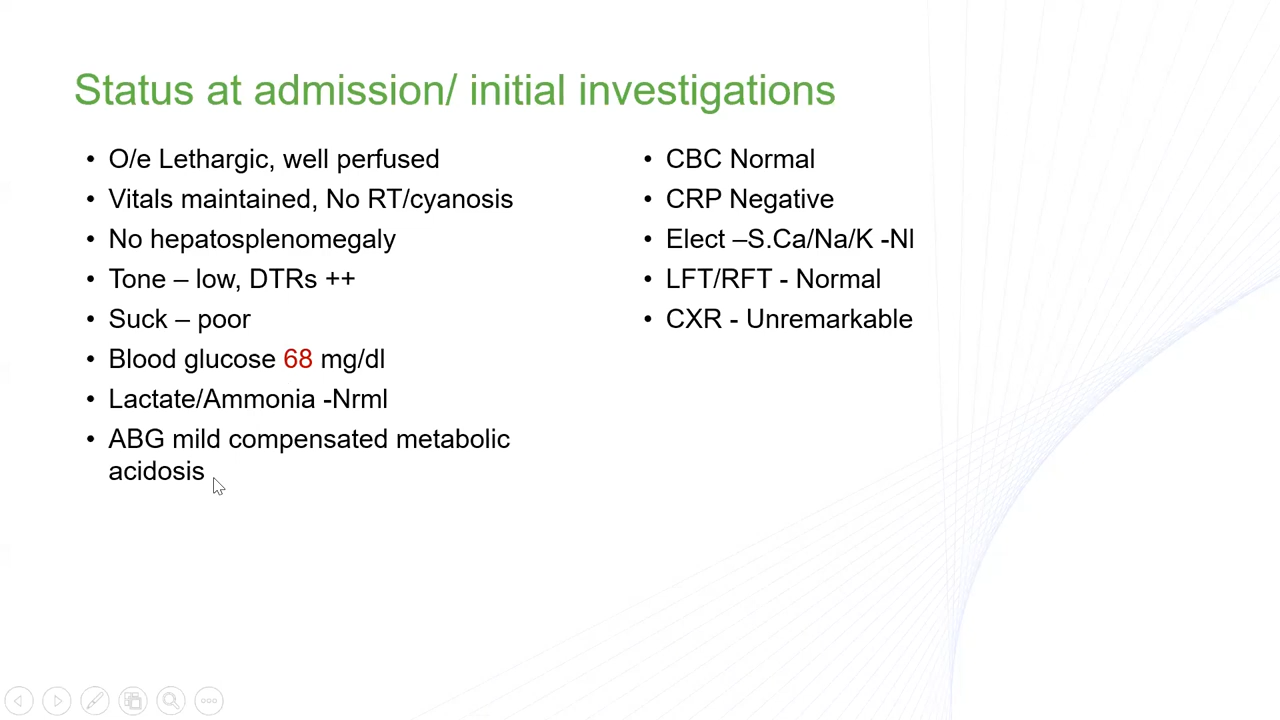 Status at admission/ initial investigations
• O/e Lethargic, well perfused
• Vitals maintained, No RT/cyanosis
• No hepatosplenomegaly
• Tone – low, DTRs ++
• Suck – poor
• Blood glucose 68 mg/dl
• Lactate/Ammonia -Nrml
• ABG mild compensated metabolic
acidosis
• CBC Normal
• CRP Negative
• Elect –S.Ca/Na/K -Nl
• LFT/RFT - Normal
• CXR - Unremarkable